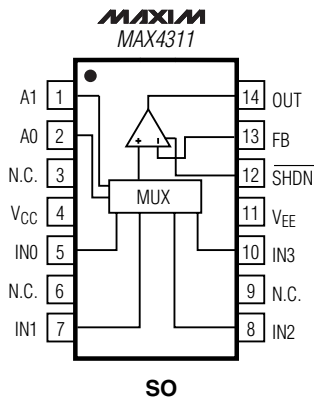 MAXIM
MAX4311
A1 1
A0 2
N.C. 3
VCC 4
IN0 5
N.C. 6
IN1 7
14 OUT
13 FB
12 SHDN
11 VEE
10 IN3
9 N.C.
8 IN2
+ −
MUX
SO